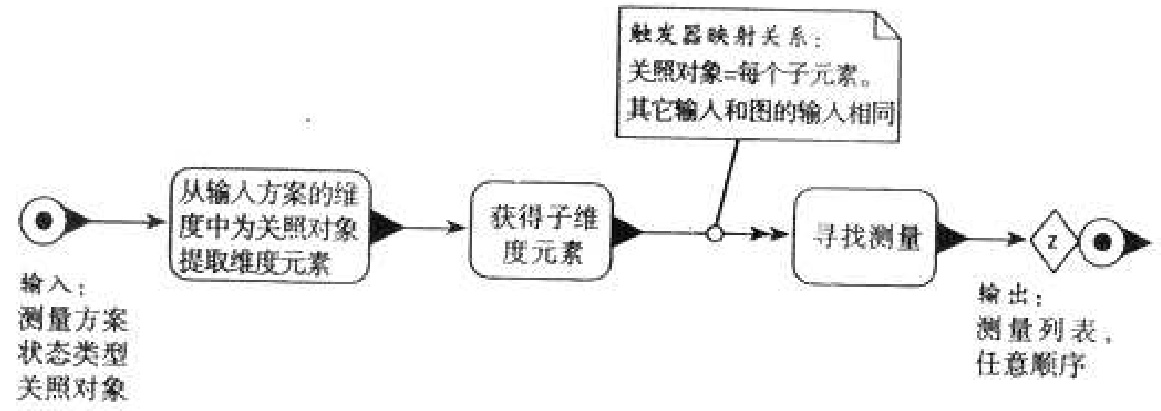 触发器映射关系：
关照对象=每个子元素。
其它输人和图的输人相同
从输人方案的维
度中为关照对象
提取维度元素
获得子维
度元素
寻找测量
z
输入：
测量方案
状态类型
关照对象
输出：
测量列表，
任意顺序